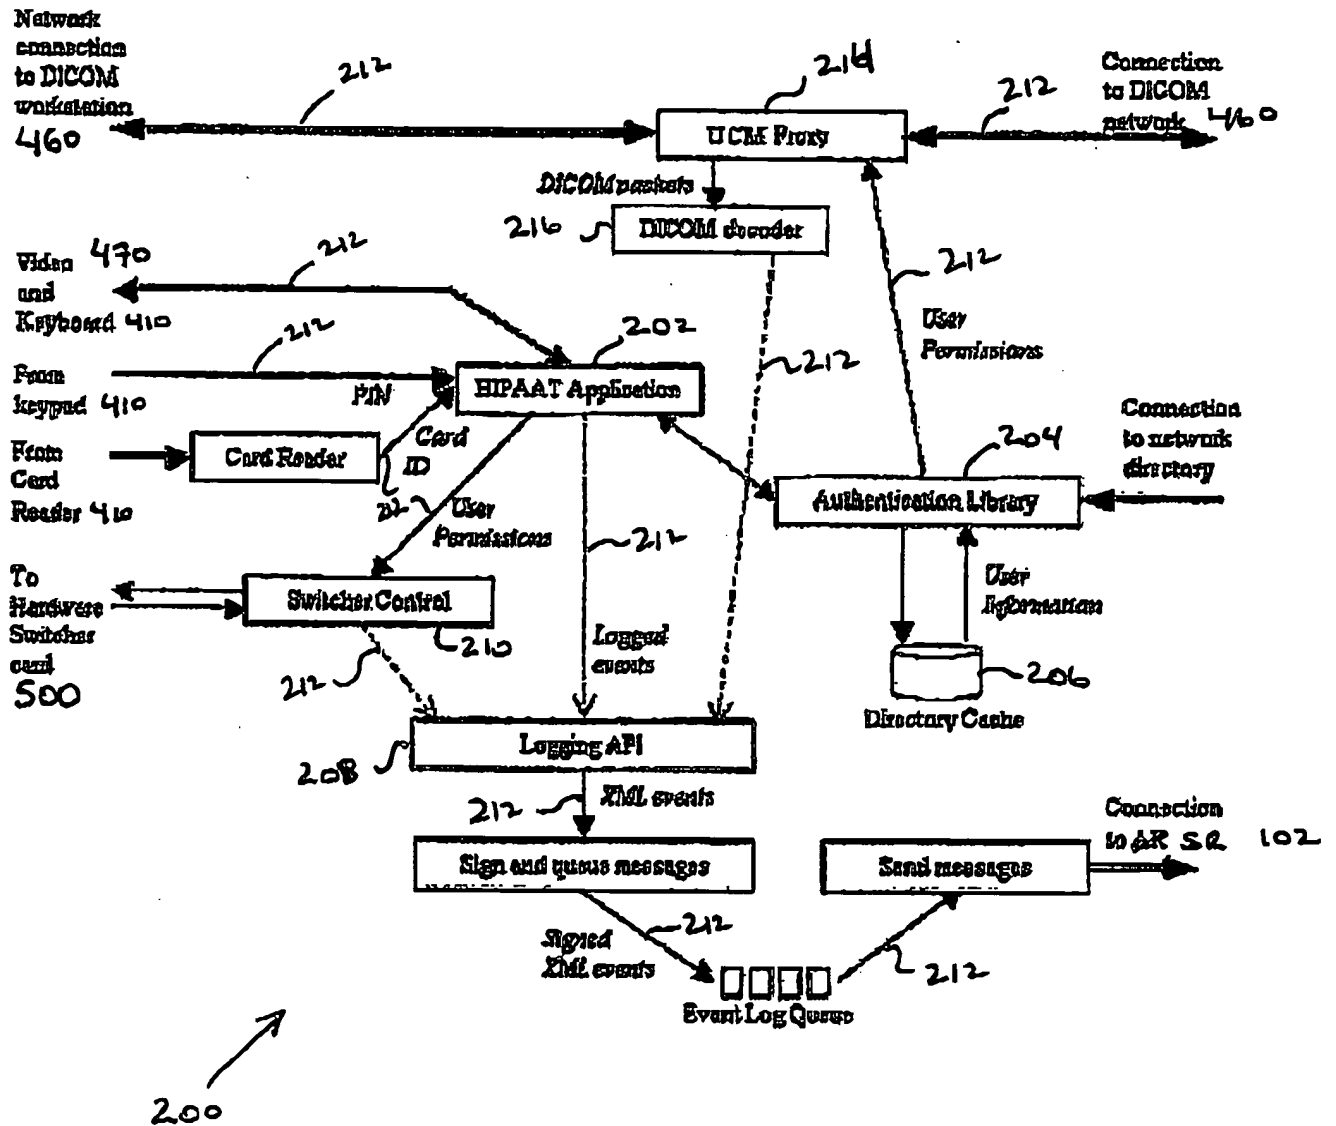 Network
connection
to DICOM
workstation
460
212
214
212
Connection
to DICOM
network 460
UCM Proxy
DICOM packets
216
DICOM decoder
Video 470
and
Keyboard 410
212
212
User
Permissions
212
202
212
From
keypad 410
PIN
HIPAAT Application
Connection
to network
directory
From
Card
Reader 410
Card Reader
Card
ID
212
User
Permissions
204
Authentication Library
212
To
Hardware
Switcher
card
500
Switcher Control
210
212
Logged
events
User
Information
206
Directory Cache
Logging API
208
212
XML events
Sign and queue messages
Send messages
Connection
to AR SR 102
212
Signed
XML events
212
Event Log Queue
200